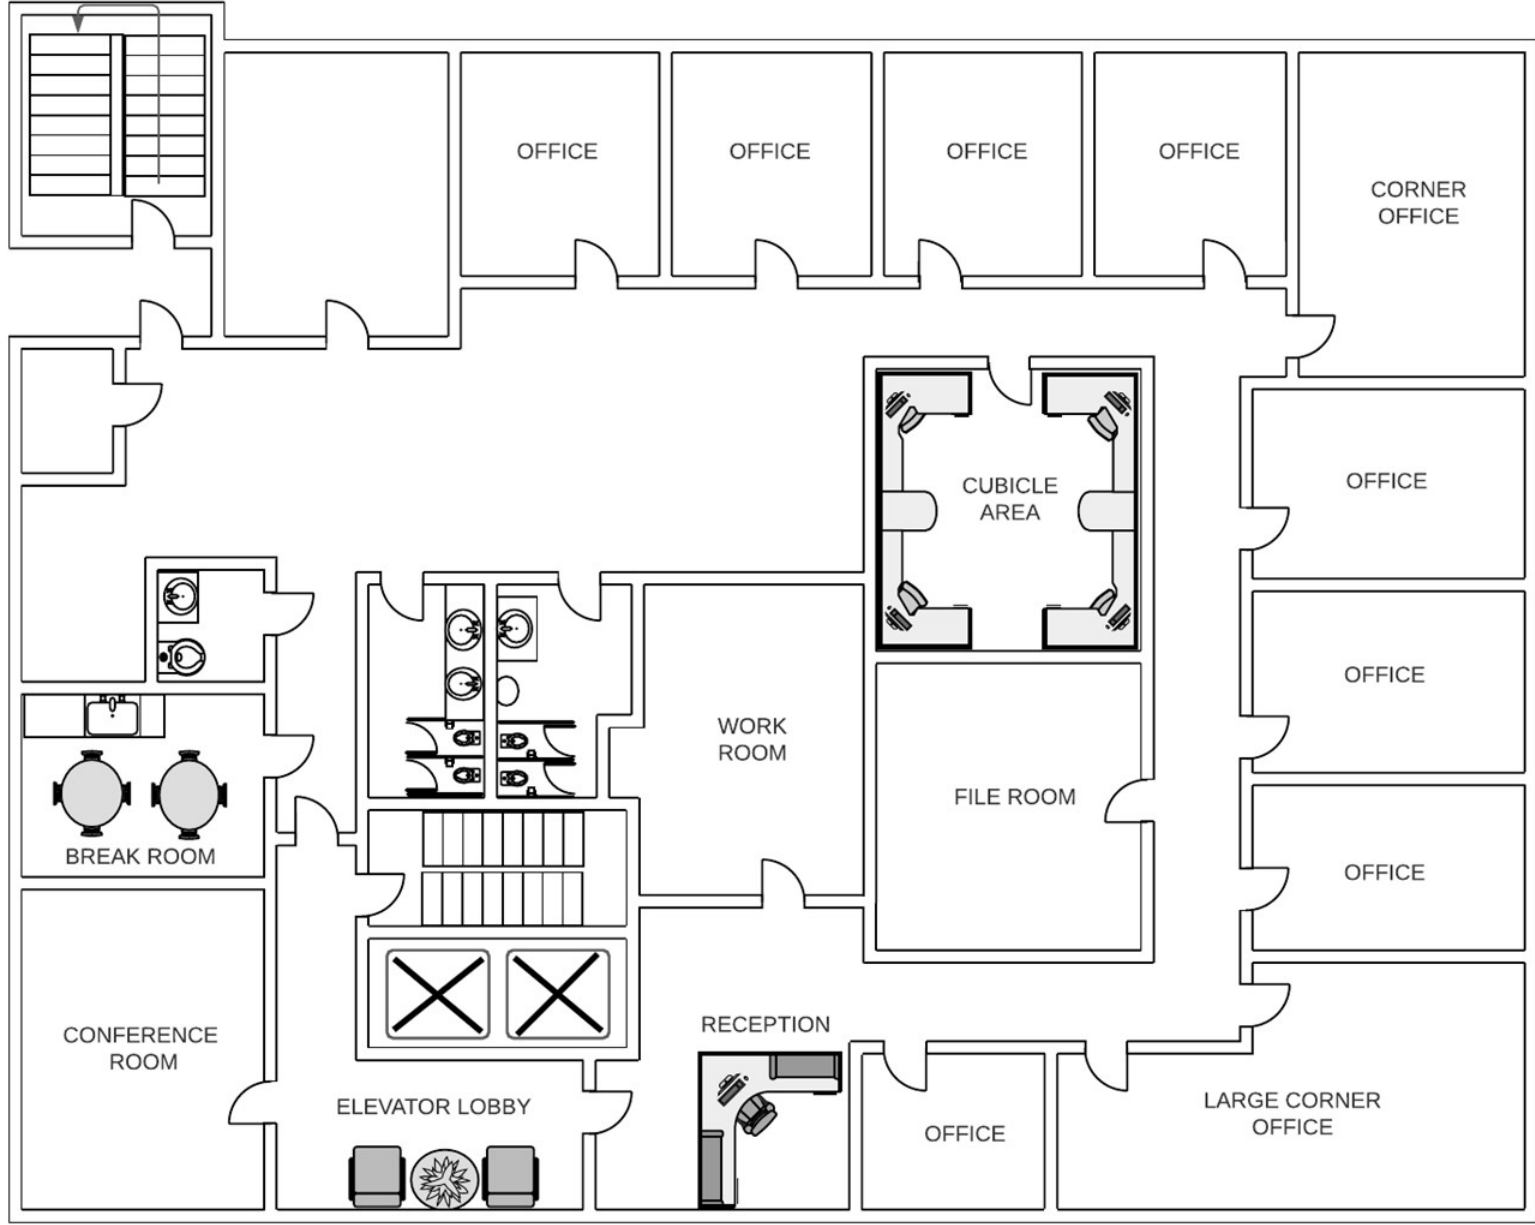 OFFICE
OFFICE
OFFICE
OFFICE
CORNER
OFFICE
OFFICE
CUBICLE
AREA
OFFICE
WORK
ROOM
FILE ROOM
BREAK ROOM
OFFICE
CONFERENCE
ROOM
RECEPTION
ELEVATOR LOBBY
OFFICE
LARGE CORNER
OFFICE